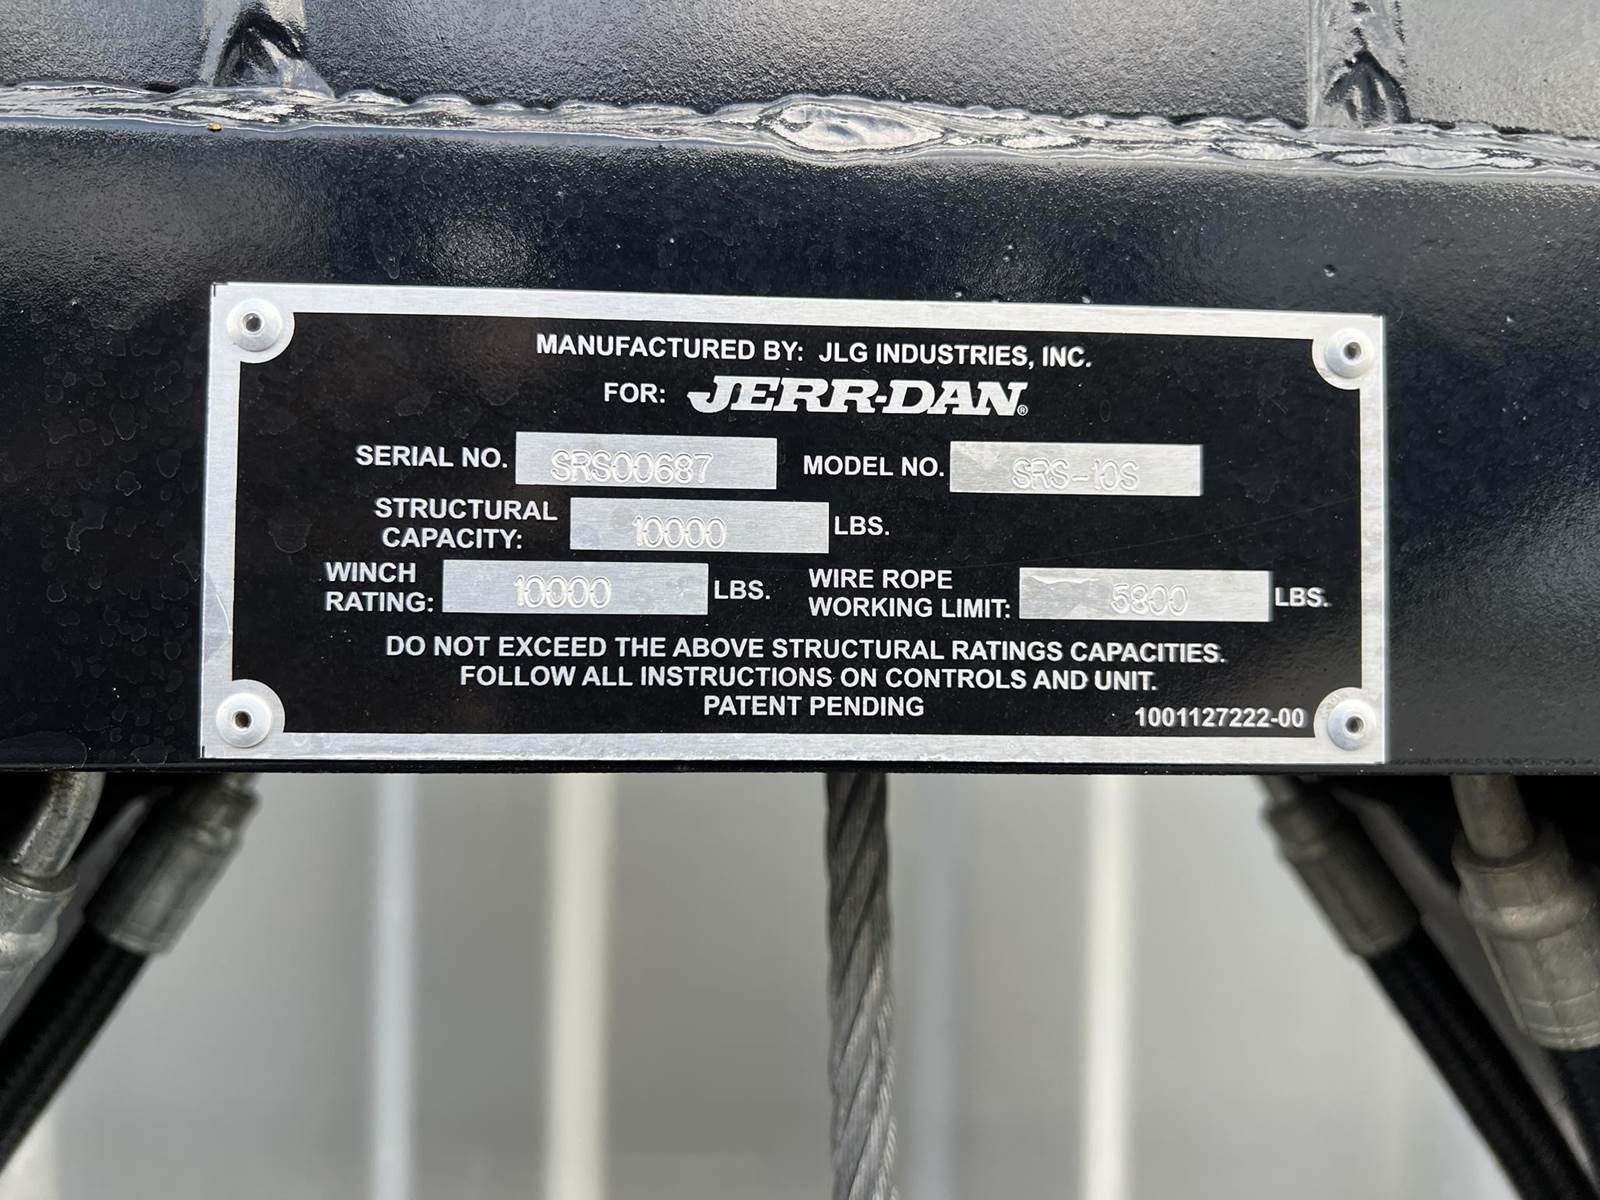 MANUFACTURED BY: JLG INDUSTRIES, INC.
FOR: JERR-DAN®
SERIAL NO. SRS00687 MODEL NO. SRS-10S
STRUCTURAL CAPACITY: 10000 LBS.
WINCH RATING: 10000 LBS. WIRE ROPE WORKING LIMIT: 5800 LBS.
DO NOT EXCEED THE ABOVE STRUCTURAL RATINGS CAPACITIES.
FOLLOW ALL INSTRUCTIONS ON CONTROLS AND UNIT.
PATENT PENDING
1001127222-00